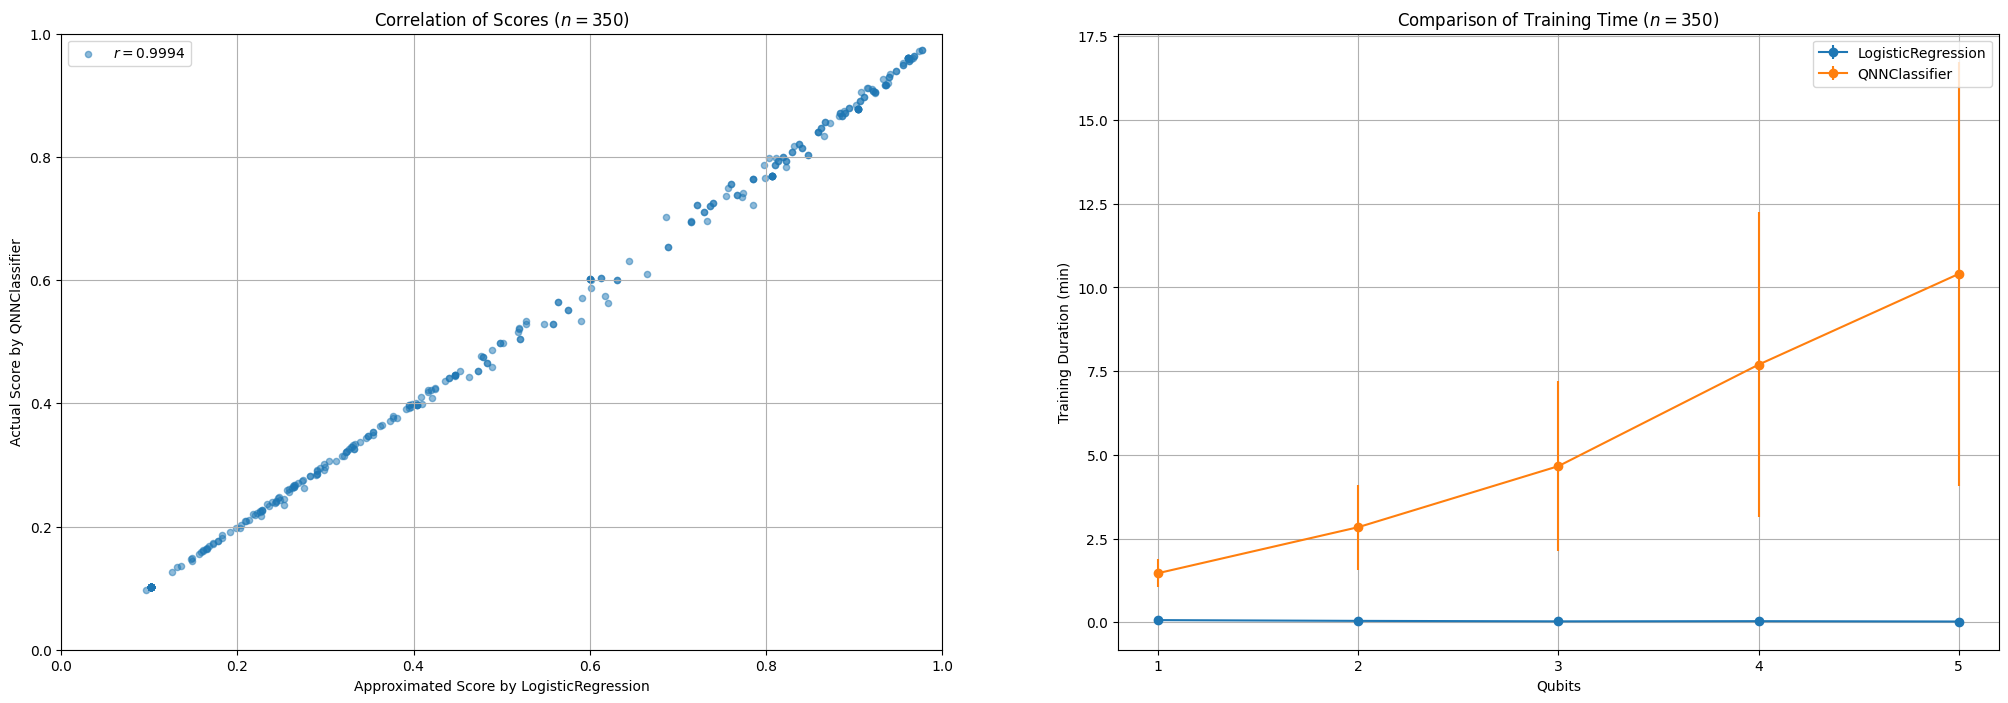 Correlation of Scores (n = 350)
r = 0.9994
1.0
0.8
0.6
0.4
0.2
0.0
Actual Score by QNNClassifier
0.0 0.2 0.4 0.6 0.8 1.0
Approximated Score by LogisticRegression
Comparison of Training Time (n = 350)
LogisticRegression
QNNClassifier
17.5
15.0
12.5
10.0
7.5
5.0
2.5
0.0
Training Duration (min)
1 2 3 4 5
Qubits